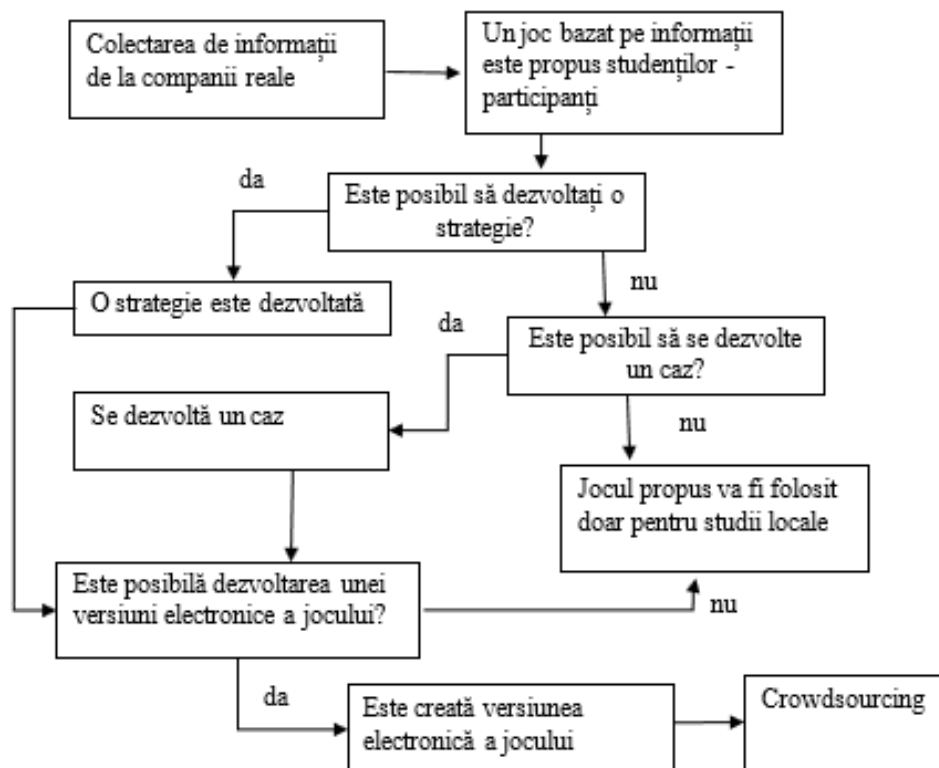 Colectarea de informații
de la companii reale
Un joc bazat pe informații
este propus studenților -
participanți
da
Este posibil să dezvoltați o
strategie?
nu
O strategie este dezvoltată
da
Este posibil să se dezvolte
un caz?
Se dezvoltă un caz
nu
Jocul propus va fi folosit
doar pentru studii locale
Este posibilă dezvoltarea unei
versiuni electronice a jocului?
nu
da
Este creată versiunea
electronică a jocului
Crowdsourcing